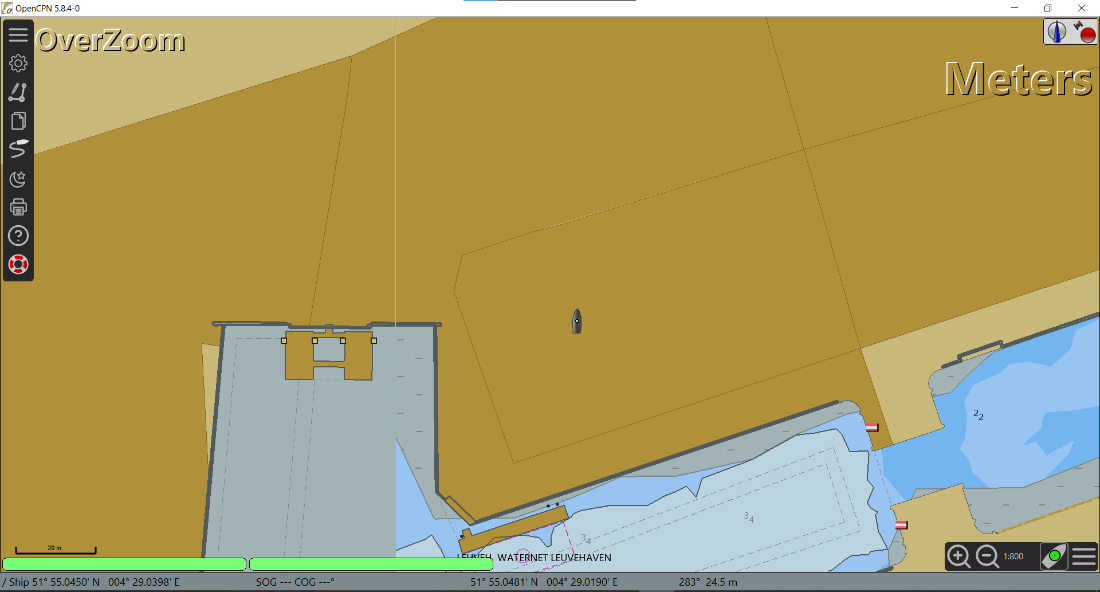 OpenCPN 5.8.4-0
OverZoom
Meters
2₂
3₄
3₄
LEUVEH, WATERNET LEUVEHAVEN
20 m
1:800
/ Ship 51° 55.0450' N 004° 29.0398' E SOG --- COG ---° 51° 55.0481' N 004° 29.0190' E 283° 24.5 m